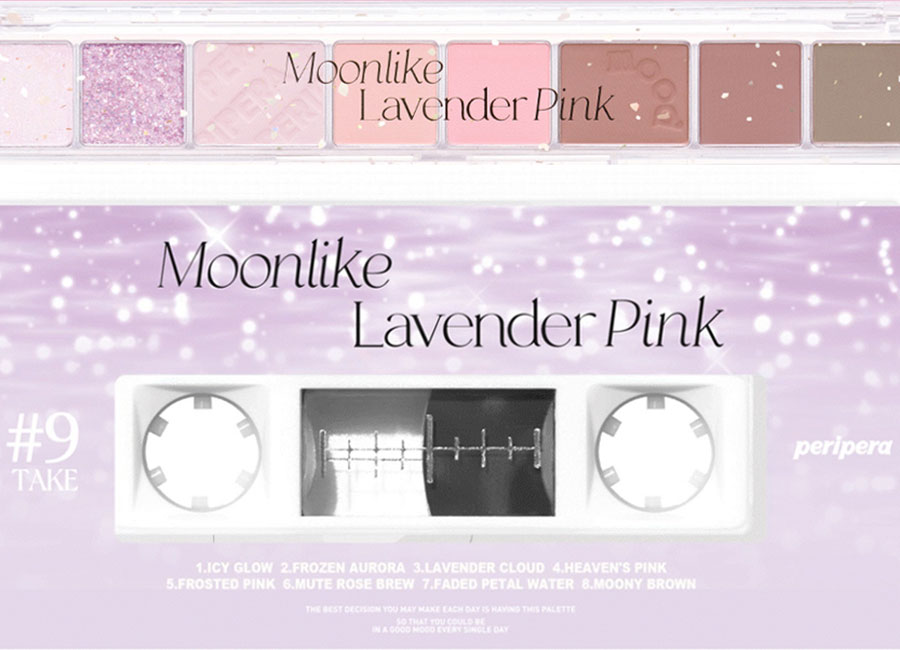 Moonlike
Lavender Pink
MOOD
Moonlike
Lavender Pink
#9
TAKE
peripera
1.ICY GLOW 2.FROZEN AURORA 3.LAVENDER CLOUD 4.HEAVEN'S PINK
5.FROSTED PINK 6.MUTE ROSE BREW 7.FADED PETAL WATER 8.MOONY BROWN
THE BEST DECISION YOU MAY MAKE EACH DAY IS HAVING THIS PALETTE
SO THAT YOU COULD BE
IN A GOOD MOOD EVERY SINGLE DAY